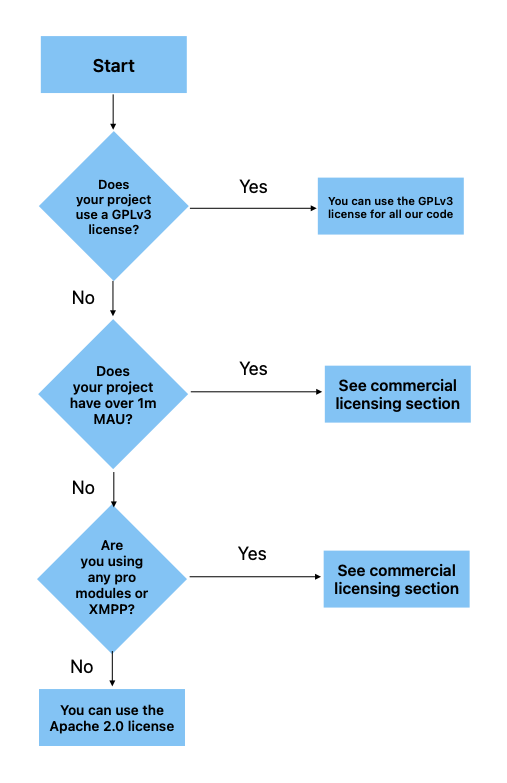 Start
Does
your project
use a GPLv3
license?
Yes
You can use the GPLv3
license for all our code
No
Does
your project
have over 1m
MAU?
Yes
See commercial
licensing section
No
Are
you using
any pro
modules or
XMPP?
Yes
See commercial
licensing section
No
You can use the
Apache 2.0 license